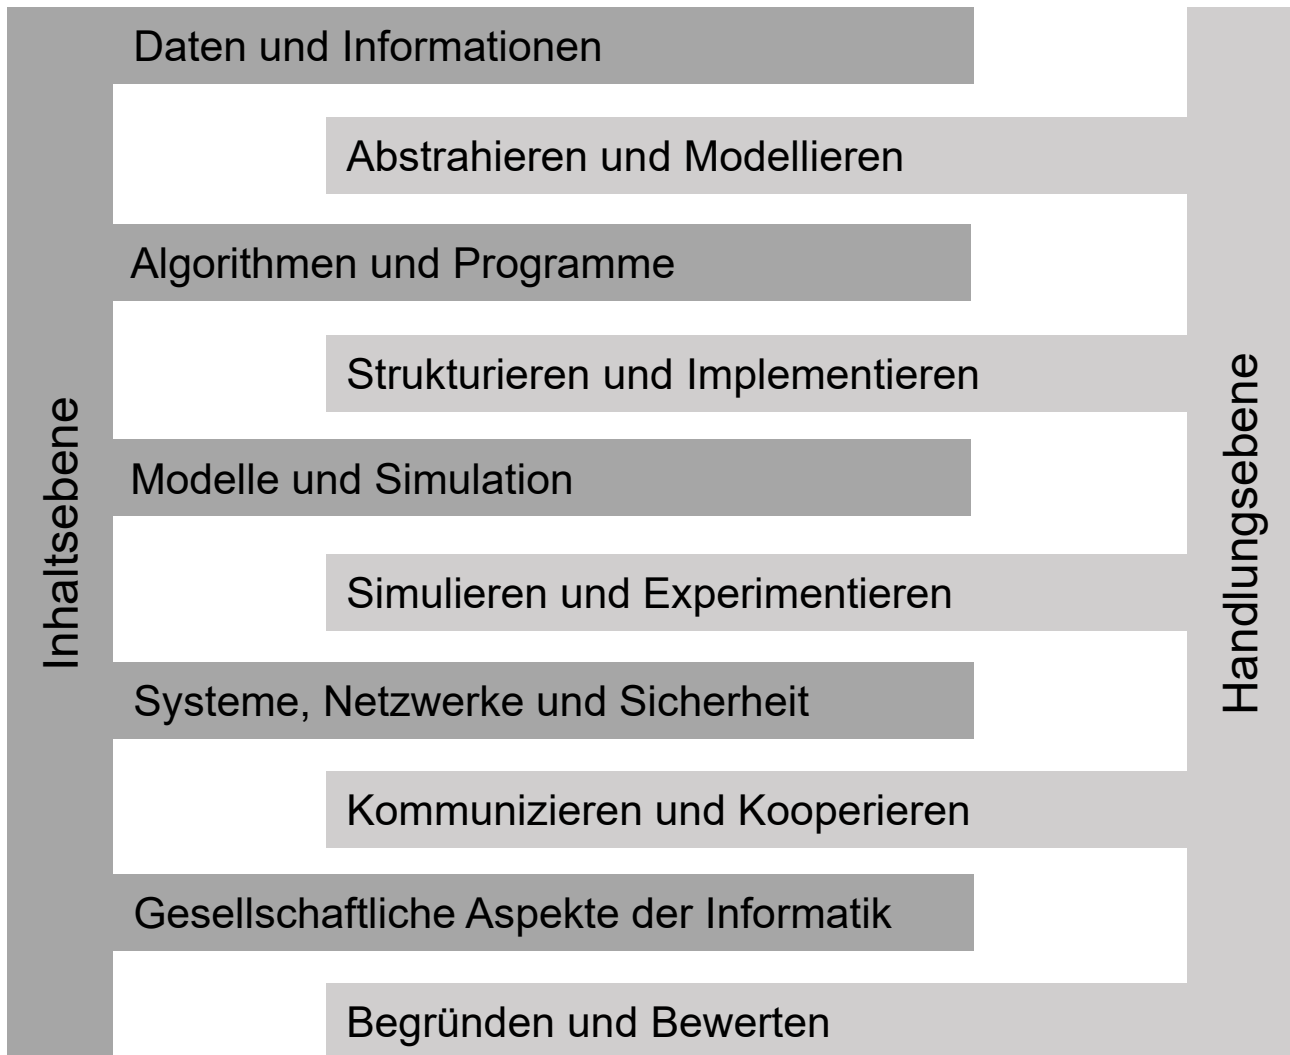 Daten und Informationen
Abstrahieren und Modellieren
Algorithmen und Programme
Strukturieren und Implementieren
Modelle und Simulation
Simulieren und Experimentieren
Systeme, Netzwerke und Sicherheit
Kommunizieren und Kooperieren
Gesellschaftliche Aspekte der Informatik
Begründen und Bewerten
Inhaltsebene
Handlungsebene